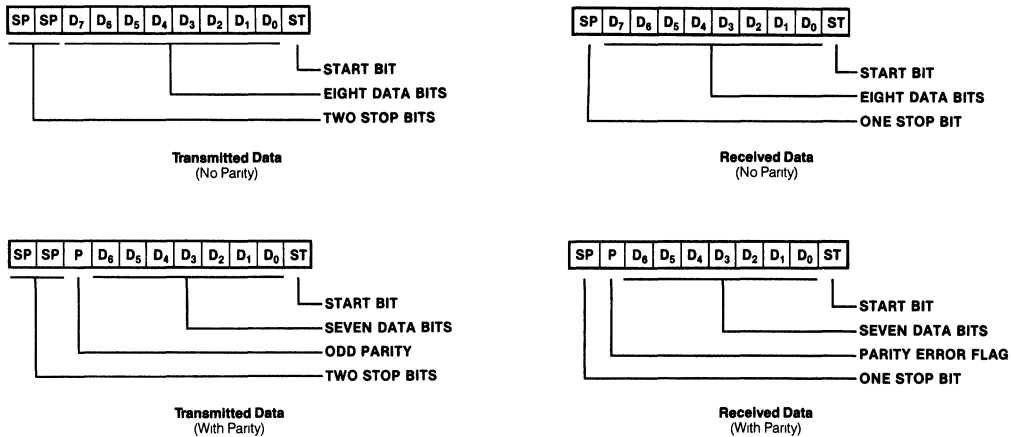 SP SP D₇ D₆ D₅ D₄ D₃ D₂ D₁ D₀ ST
START BIT
EIGHT DATA BITS
TWO STOP BITS
Transmitted Data
(No Parity)
SP D₇ D₆ D₅ D₄ D₃ D₂ D₁ D₀ ST
START BIT
EIGHT DATA BITS
ONE STOP BIT
Received Data
(No Parity)
SP SP P D₆ D₅ D₄ D₃ D₂ D₁ D₀ ST
START BIT
SEVEN DATA BITS
ODD PARITY
TWO STOP BITS
Transmitted Data
(With Parity)
SP P D₆ D₅ D₄ D₃ D₂ D₁ D₀ ST
START BIT
SEVEN DATA BITS
PARITY ERROR FLAG
ONE STOP BIT
Received Data
(With Parity)